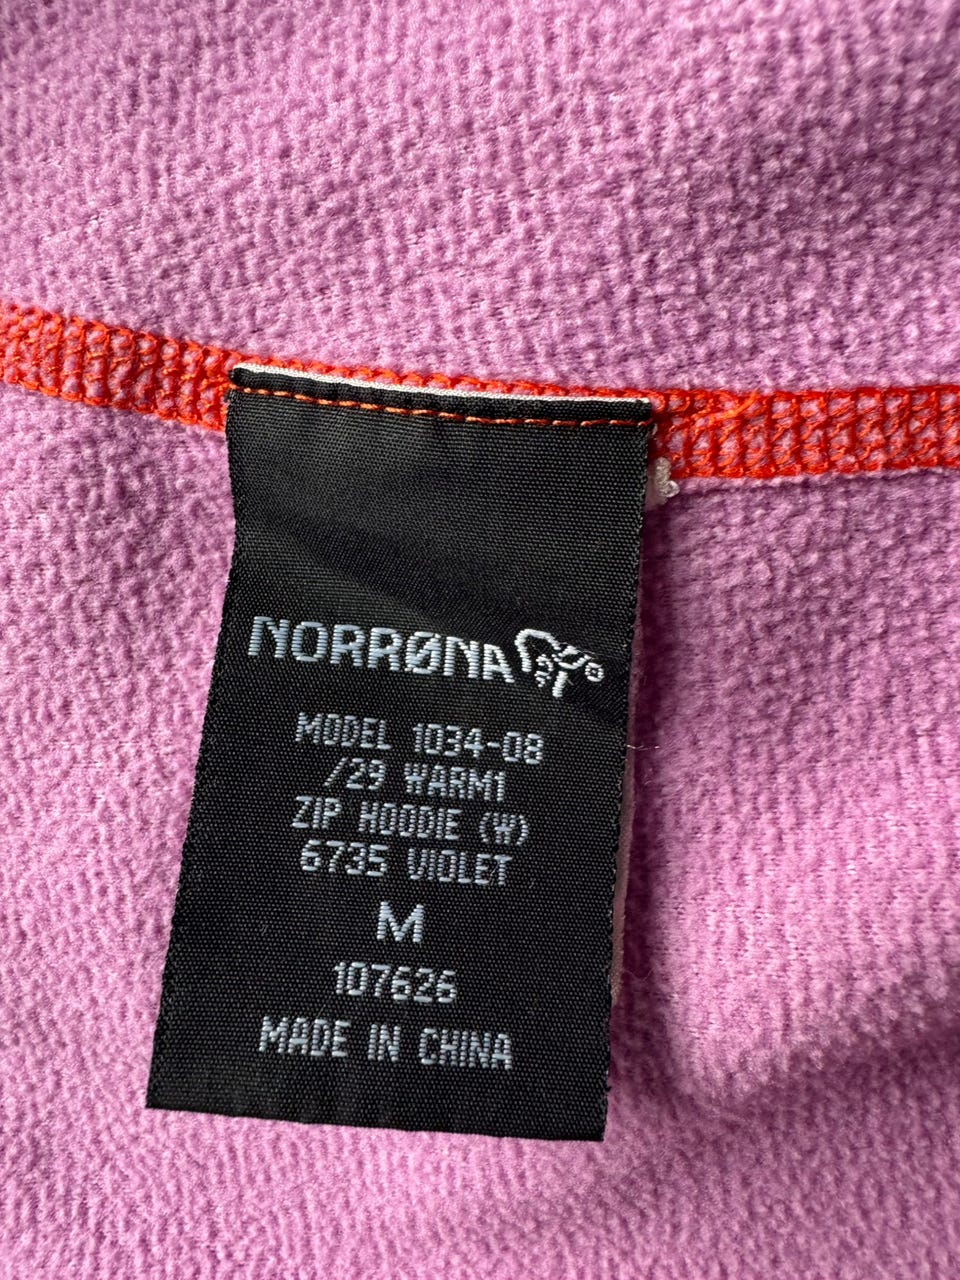 NORRØNA
MODEL 1034-08
/29 WARM1
ZIP HOODIE (W)
6735 VIOLET
M
107626
MADE IN CHINA